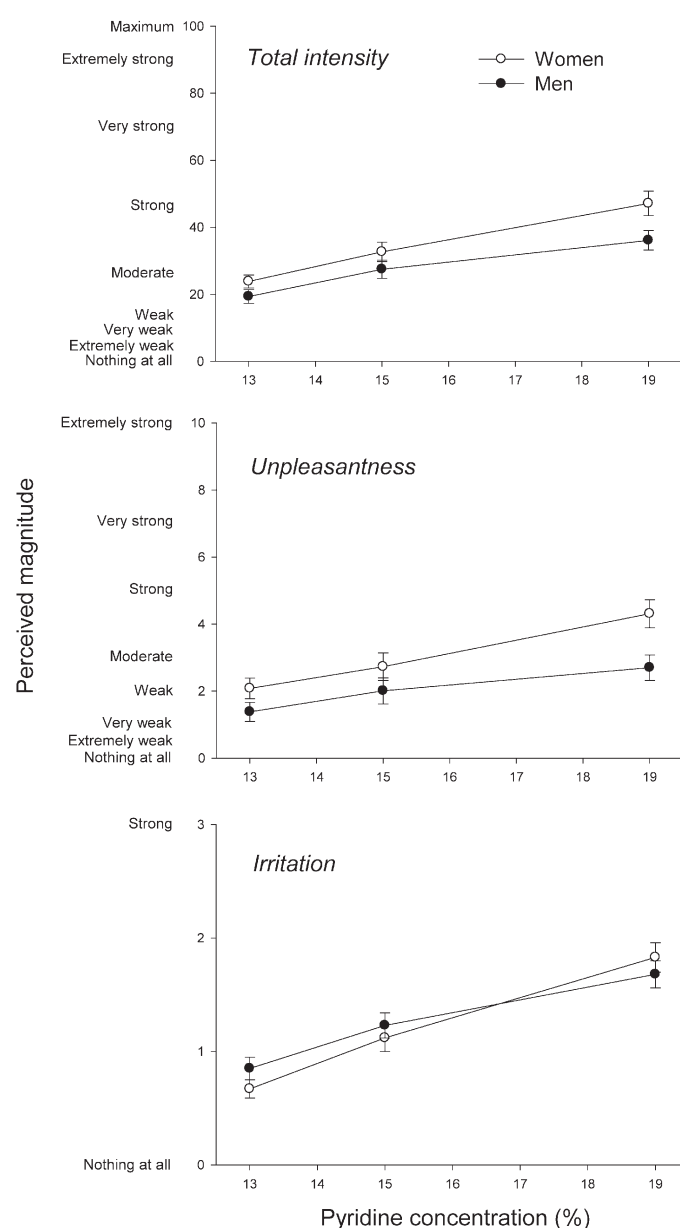 Maximum 100
Extremely strong
Total intensity
Women
Men
80
Very strong
60
Strong
40
Moderate
20
Weak
Very weak
Extremely weak
Nothing at all 0
13 14 15 16 17 18 19
Perceived magnitude
Extremely strong 10
Unpleasantness
8
Very strong
6
Strong
4
Moderate
Weak 2
Very weak
Extremely weak
Nothing at all 0
13 14 15 16 17 18 19
Strong 3
Irritation
2
1
Nothing at all 0
13 14 15 16 17 18 19
Pyridine concentration (%)